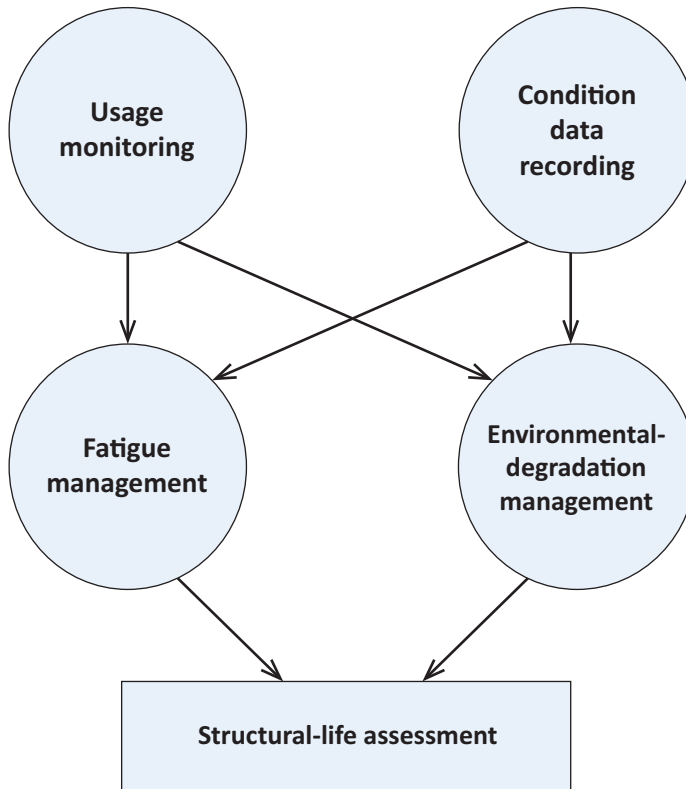 Usage
monitoring
Condition
data
recording
Fatigue
management
Environmental-
degradation
management
Structural-life assessment